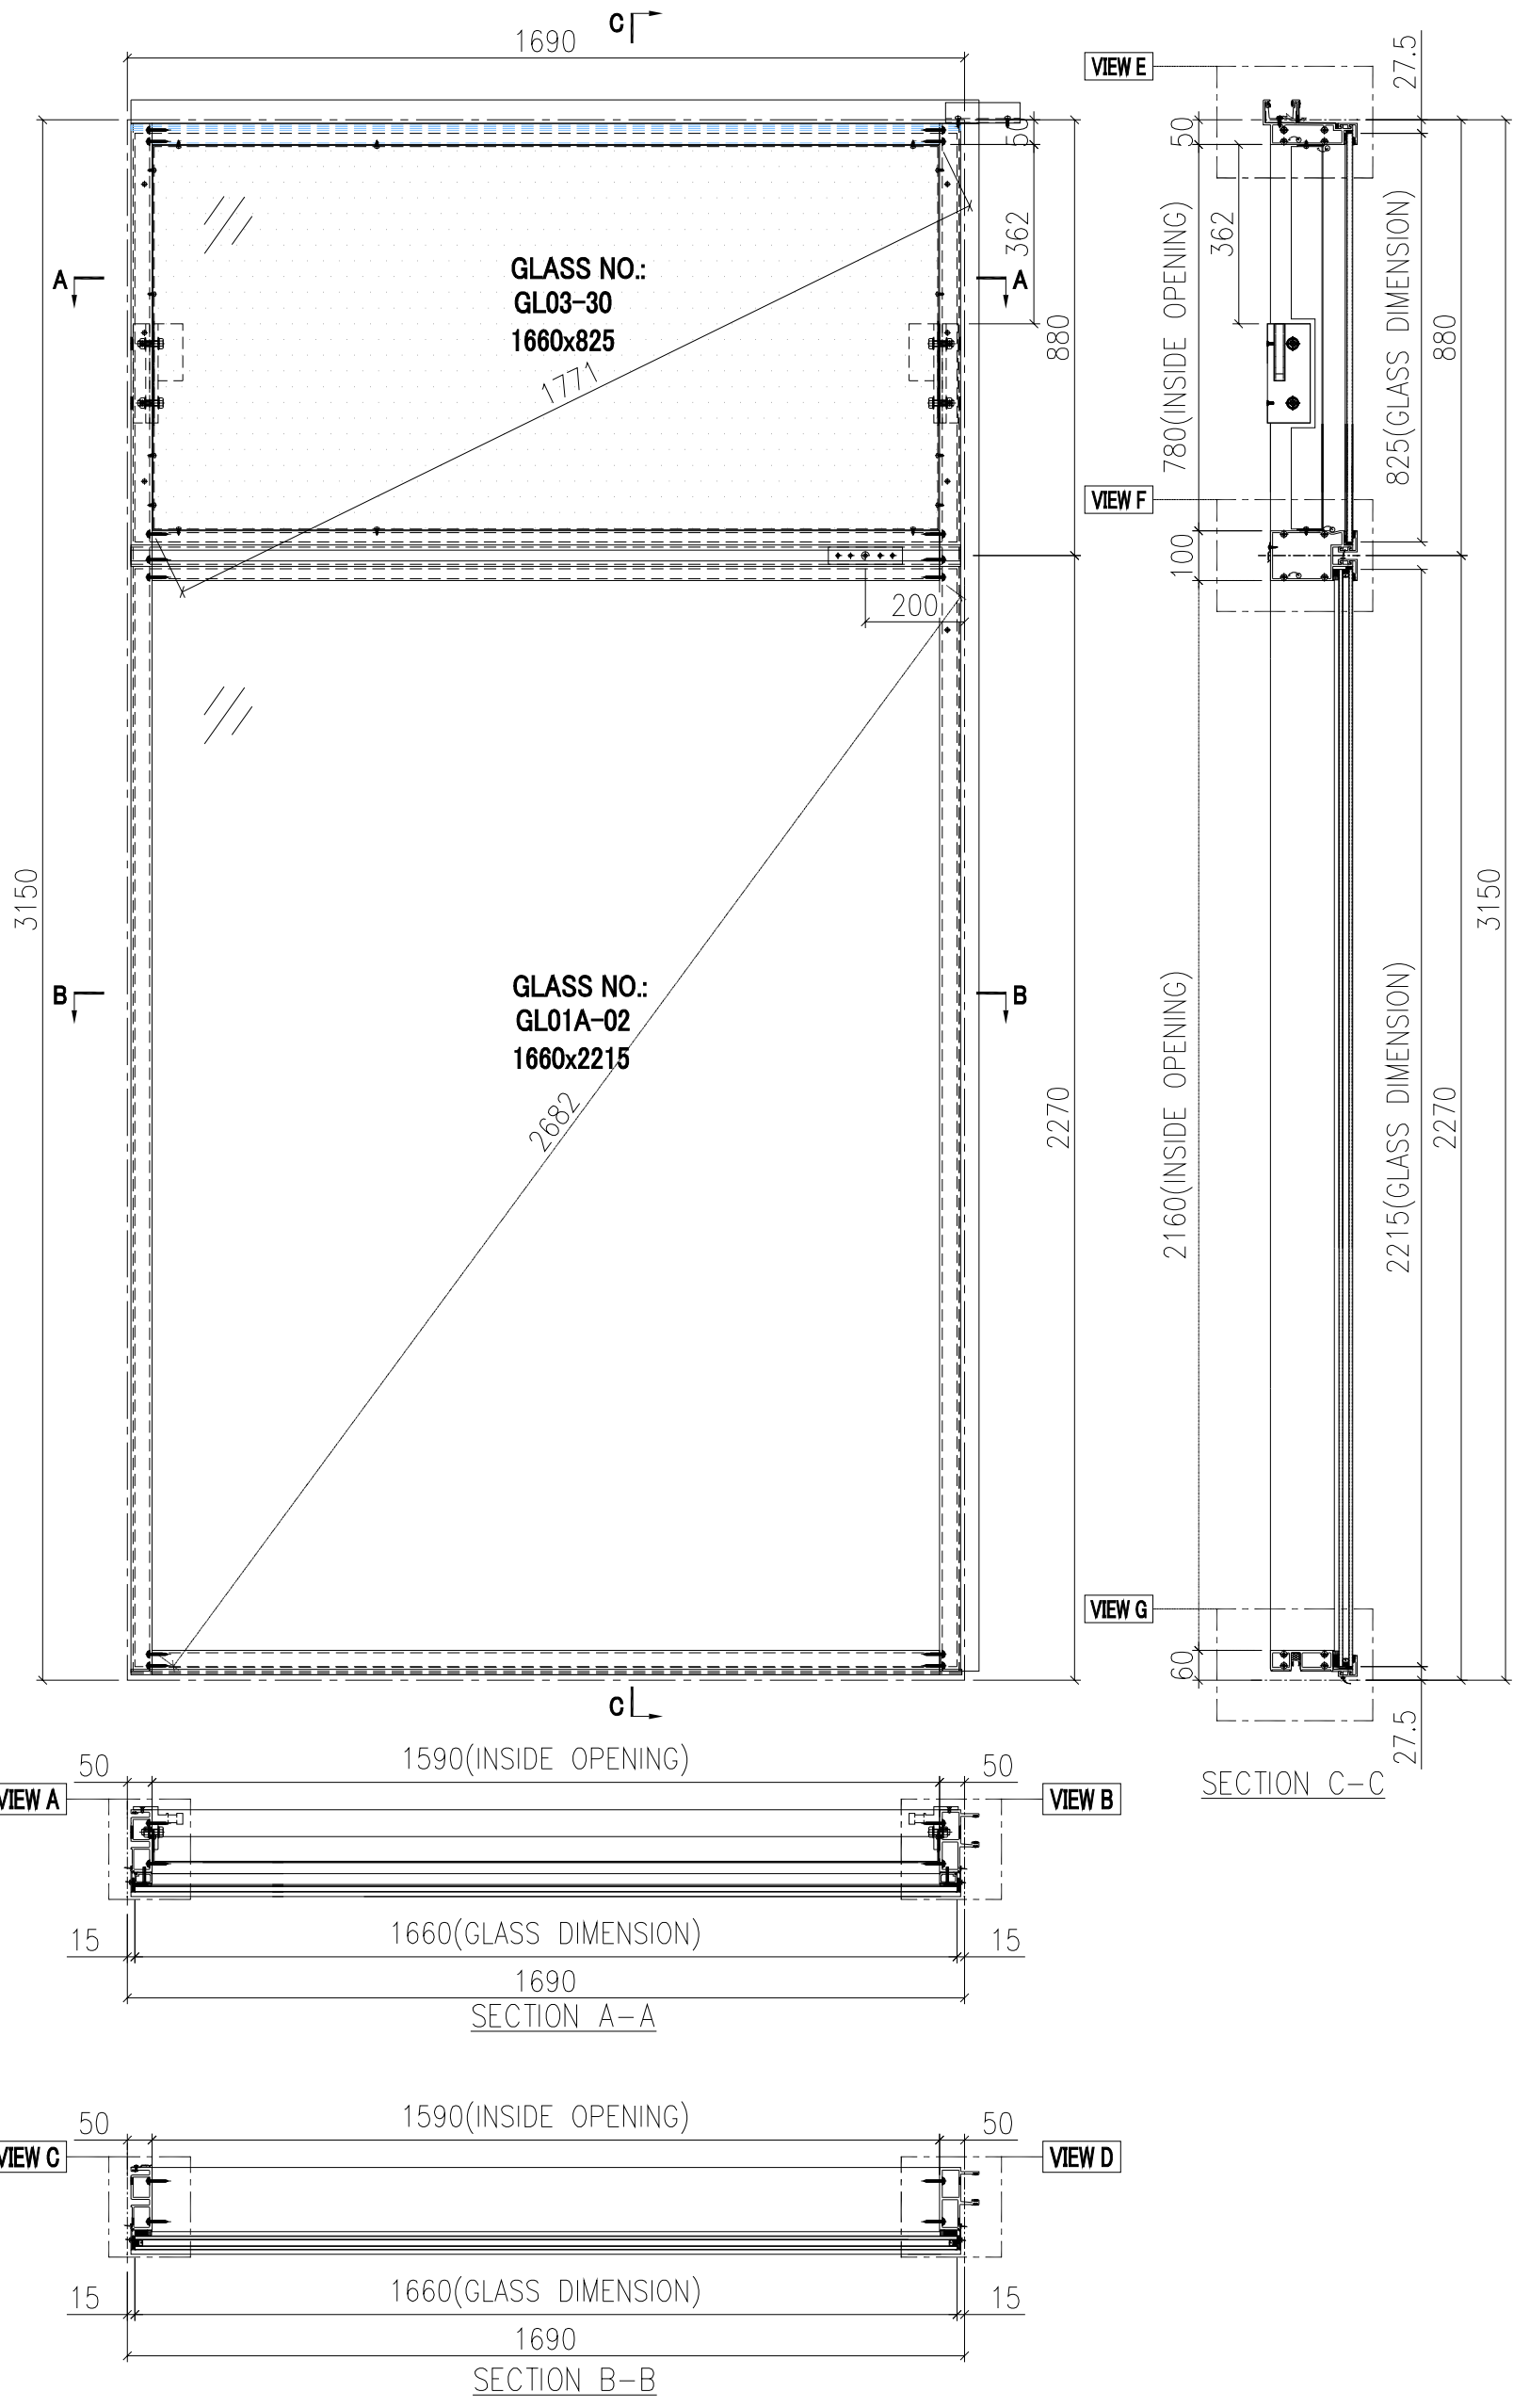 C
1690
VIEW E
27.5
50
50
362
362
880
880
780(INSIDE OPENING)
825(GLASS DIMENSION)
A
A
GLASS NO.:
GL03-30
1660x825
1771
VIEW F
100
200
3150
3150
B
B
GLASS NO.:
GL01A-02
1660x2215
2682
2270
2270
2160(INSIDE OPENING)
2215(GLASS DIMENSION)
VIEW G
60
27.5
C
SECTION C-C
50
1590(INSIDE OPENING)
50
VIEW A
VIEW B
15
1660(GLASS DIMENSION)
15
1690
SECTION A-A
50
1590(INSIDE OPENING)
50
VIEW C
VIEW D
15
1660(GLASS DIMENSION)
15
1690
SECTION B-B